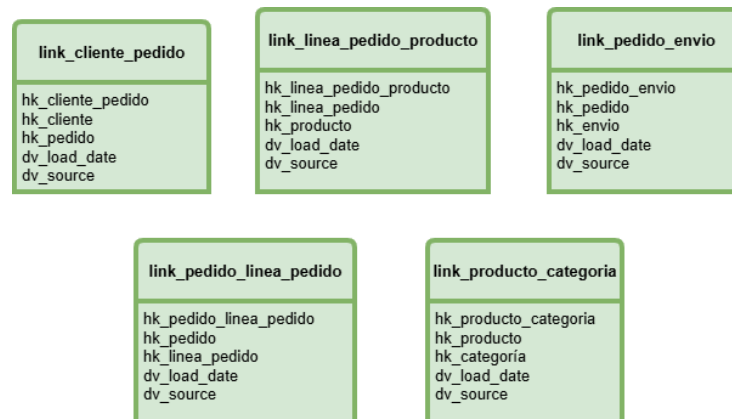 link_cliente_pedido
hk_cliente_pedido
hk_cliente
hk_pedido
dv_load_date
dv_source
link_linea_pedido_producto
hk_linea_pedido_producto
hk_linea_pedido
hk_producto
dv_load_date
dv_source
link_pedido_envio
hk_pedido_envio
hk_pedido
hk_envio
dv_load_date
dv_source
link_pedido_linea_pedido
hk_pedido_linea_pedido
hk_pedido
hk_linea_pedido
dv_load_date
dv_source
link_producto_categoria
hk_producto_categoria
hk_producto
hk_categoría
dv_load_date
dv_source